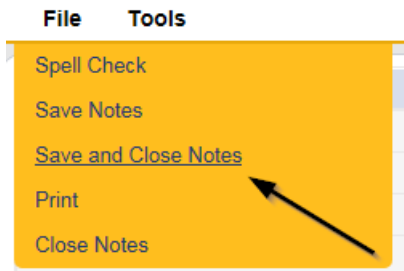 File Tools
Spell Check
Save Notes
Save and Close Notes
Print
Close Notes